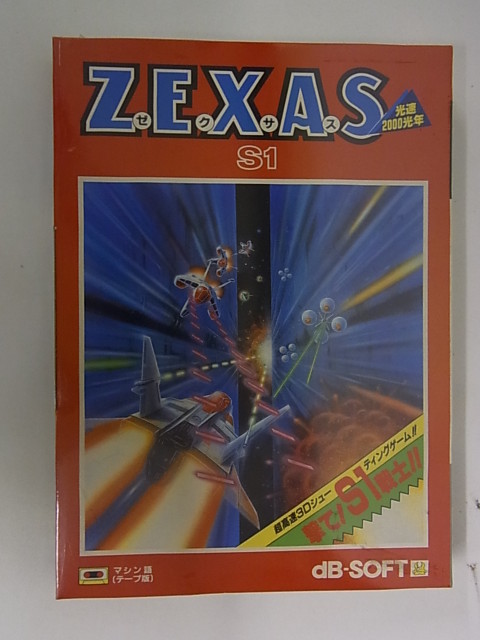 ZEXAS
ゼクサス
光速
2000光年
S1
超高速3Dシューティングゲーム!!
撃て!S1戦士!!
マシン語
(テープ版)
dB-SOFT